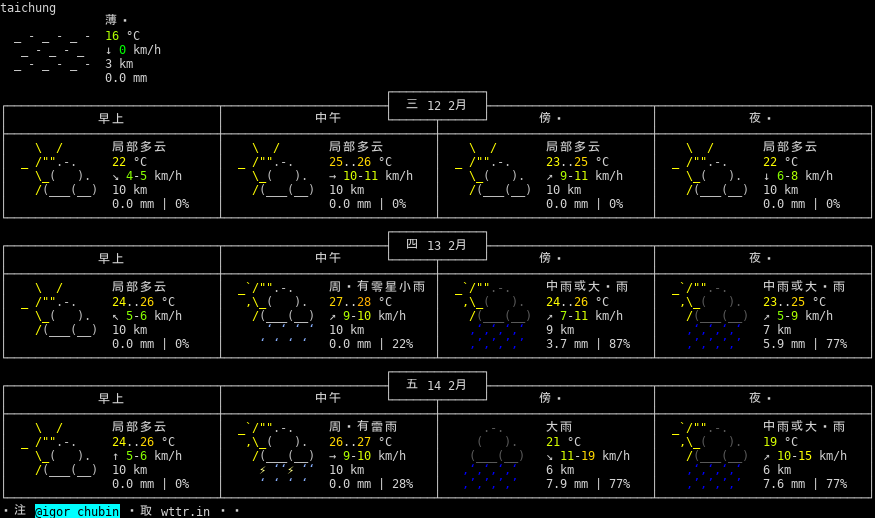 taichung
薄・
16 °C
↓ 0 km/h
3 km
0.0 mm
三 12 2月
早上 中午 傍・ 夜・
局部多云 局部多云 局部多云 局部多云
22 °C 25..26 °C 23..25 °C 22 °C
↘ 4-5 km/h → 10-11 km/h ↗ 9-11 km/h ↓ 6-8 km/h
10 km 10 km 10 km 10 km
0.0 mm | 0% 0.0 mm | 0% 0.0 mm | 0% 0.0 mm | 0%
四 13 2月
早上 中午 傍・ 夜・
局部多云 周・有零星小雨 中雨或大・雨 中雨或大・雨
24..26 °C 27..28 °C 24..26 °C 23..25 °C
↖ 5-6 km/h ↗ 9-10 km/h ↗ 7-11 km/h ↗ 5-9 km/h
10 km 10 km 9 km 7 km
0.0 mm | 0% 0.0 mm | 22% 3.7 mm | 87% 5.9 mm | 77%
五 14 2月
早上 中午 傍・ 夜・
局部多云 周・有雷雨 大雨 中雨或大・雨
24..26 °C 26..27 °C 21 °C 19 °C
↑ 5-6 km/h → 9-10 km/h ↘ 11-19 km/h ↗ 10-15 km/h
10 km 10 km 6 km 6 km
0.0 mm | 0% 0.0 mm | 28% 7.9 mm | 77% 7.6 mm | 77%
・注 @igor_chubin ・取 wttr.in ・・